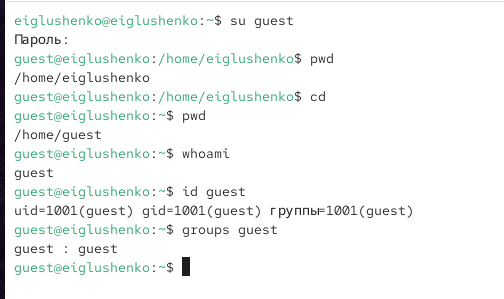 eiglushenko@eiglushenko:~$ su guest
Пароль:
guest@eiglushenko:/home/eiglushenko$ pwd
/home/eiglushenko
guest@eiglushenko:/home/eiglushenko$ cd
guest@eiglushenko:~$ pwd
/home/guest
guest@eiglushenko:~$ whoami
guest
guest@eiglushenko:~$ id guest
uid=1001(guest) gid=1001(guest) группы=1001(guest)
guest@eiglushenko:~$ groups guest
guest : guest
guest@eiglushenko:~$